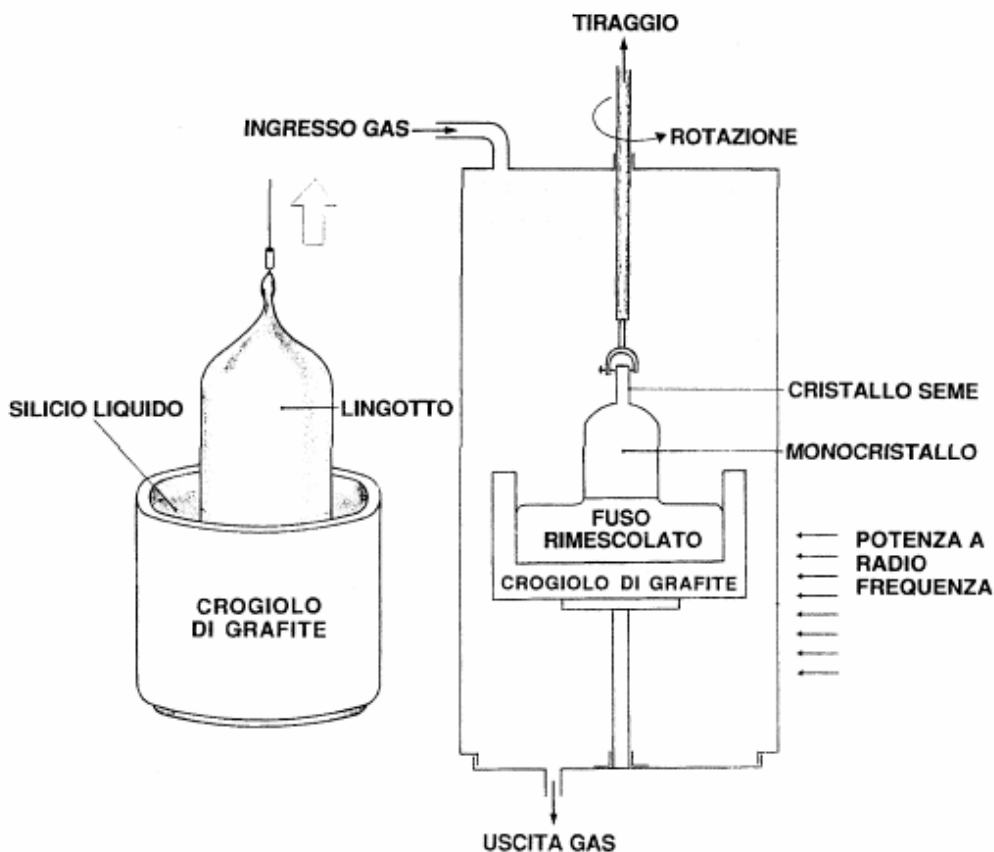 TIRAGGIO
INGRESSO GAS
ROTAZIONE
SILICIO LIQUIDO
LINGOTTO
CRISTALLO SEME
MONOCRISTALLO
FUSO
RIMESCOLATO
CROGIOLO DI GRAFITE
POTENZA A
RADIO
FREQUENZA
CROGIOLO
DI GRAFITE
USCITA GAS